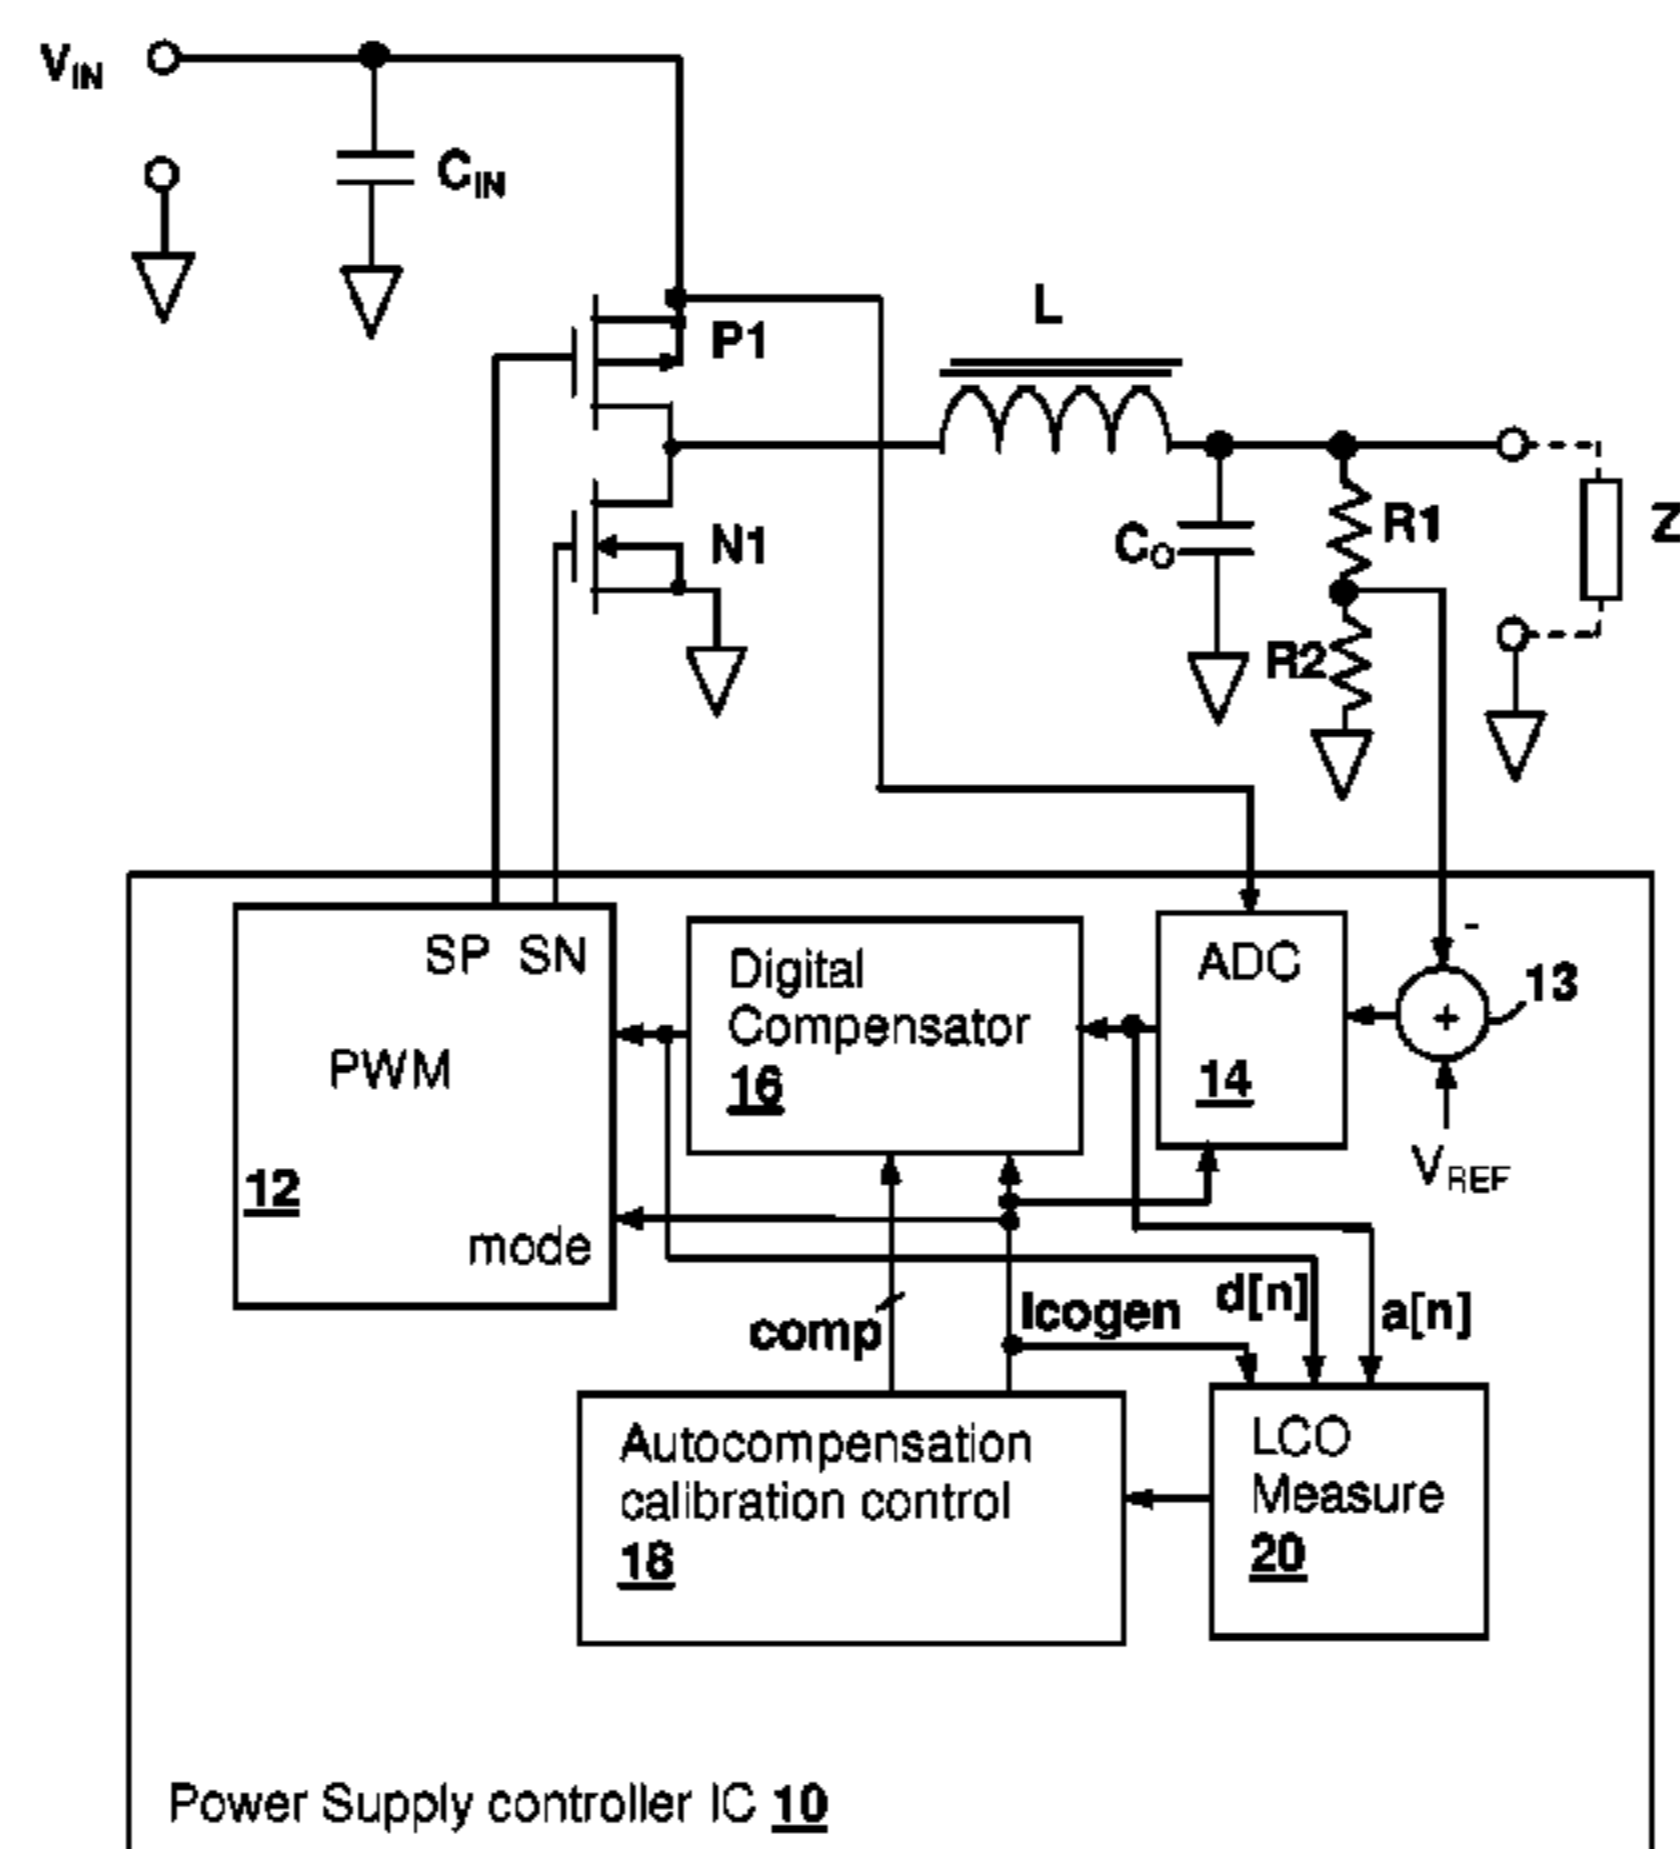 VIN
CIN
P1
L
N1
CO
R1
Z
R2
SP SN
PWM
12
mode
Digital
Compensator
16
ADC
14
-
+
13
VREF
comp
lcogen
d[n]
a[n]
Autocompensation
calibration control
18
LCO
Measure
20
Power Supply controller IC 10